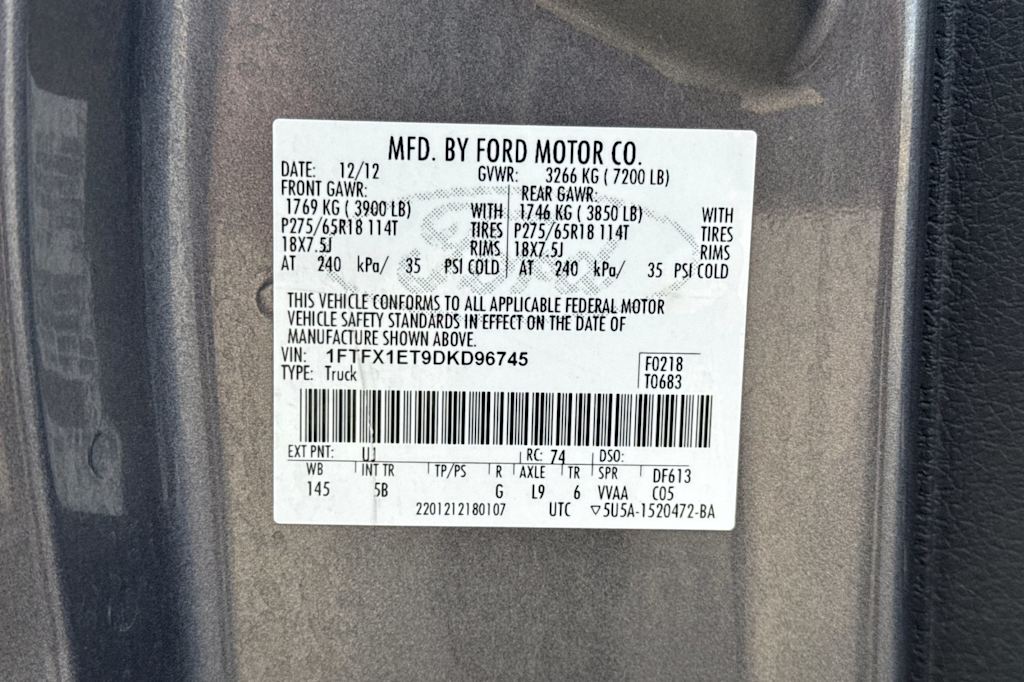 MFD. BY FORD MOTOR CO.
DATE: 12/12 GVWR: 3266 KG ( 7200 LB)
FRONT GAWR: REAR GAWR:
1769 KG ( 3900 LB) WITH 1746 KG ( 3850 LB) WITH
P275/65R18 114T TIRES P275/65R18 114T TIRES
18X7.5J RIMS 18X7.5J RIMS
AT 240 kPa/ 35 PSI COLD AT 240 kPa/ 35 PSI COLD
THIS VEHICLE CONFORMS TO ALL APPLICABLE FEDERAL MOTOR
VEHICLE SAFETY STANDARDS IN EFFECT ON THE DATE OF
MANUFACTURE SHOWN ABOVE.
VIN: 1FTFX1ET9DKD96745 F0218
TYPE: Truck T0683
EXT PNT: UJ RC: 74 DSO:
WB INT TR TP/PS R AXLE TR SPR DF613
145 5B G L9 6 VVAA C05
2201212180107 UTC ▽5U5A-1520472-BA